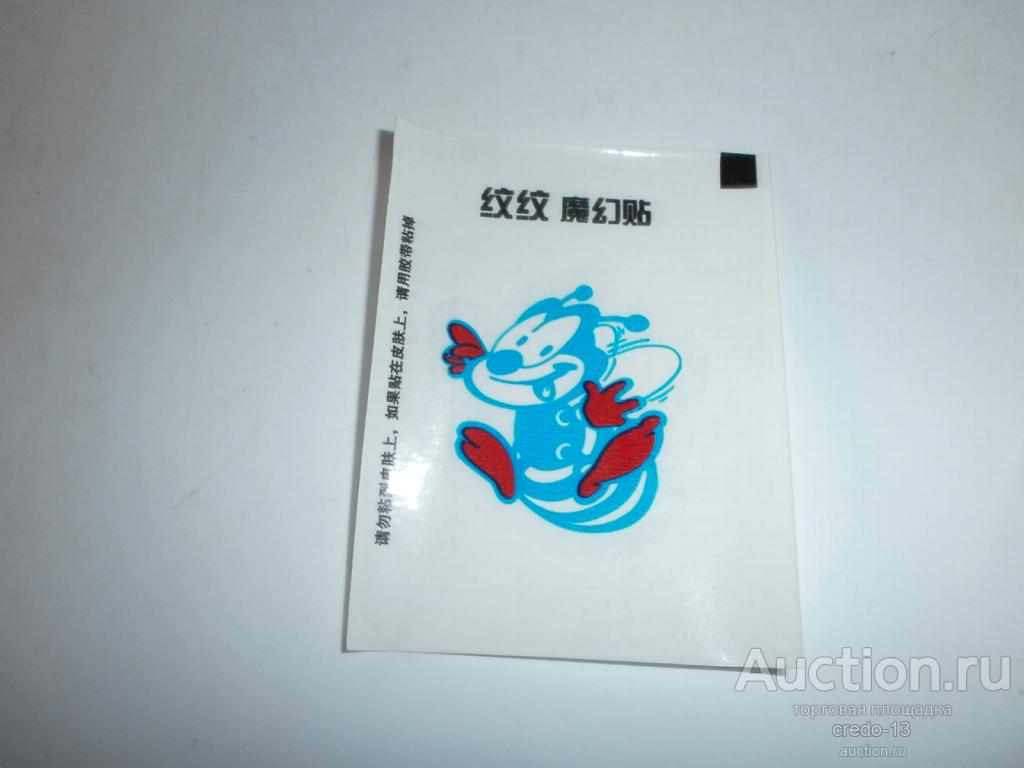 纹纹 魔幻贴
请勿粘到皮肤上，如果贴在皮肤上，请用胶带粘掉
Auction.ru
торговая площадка
credo-13
auction.ru